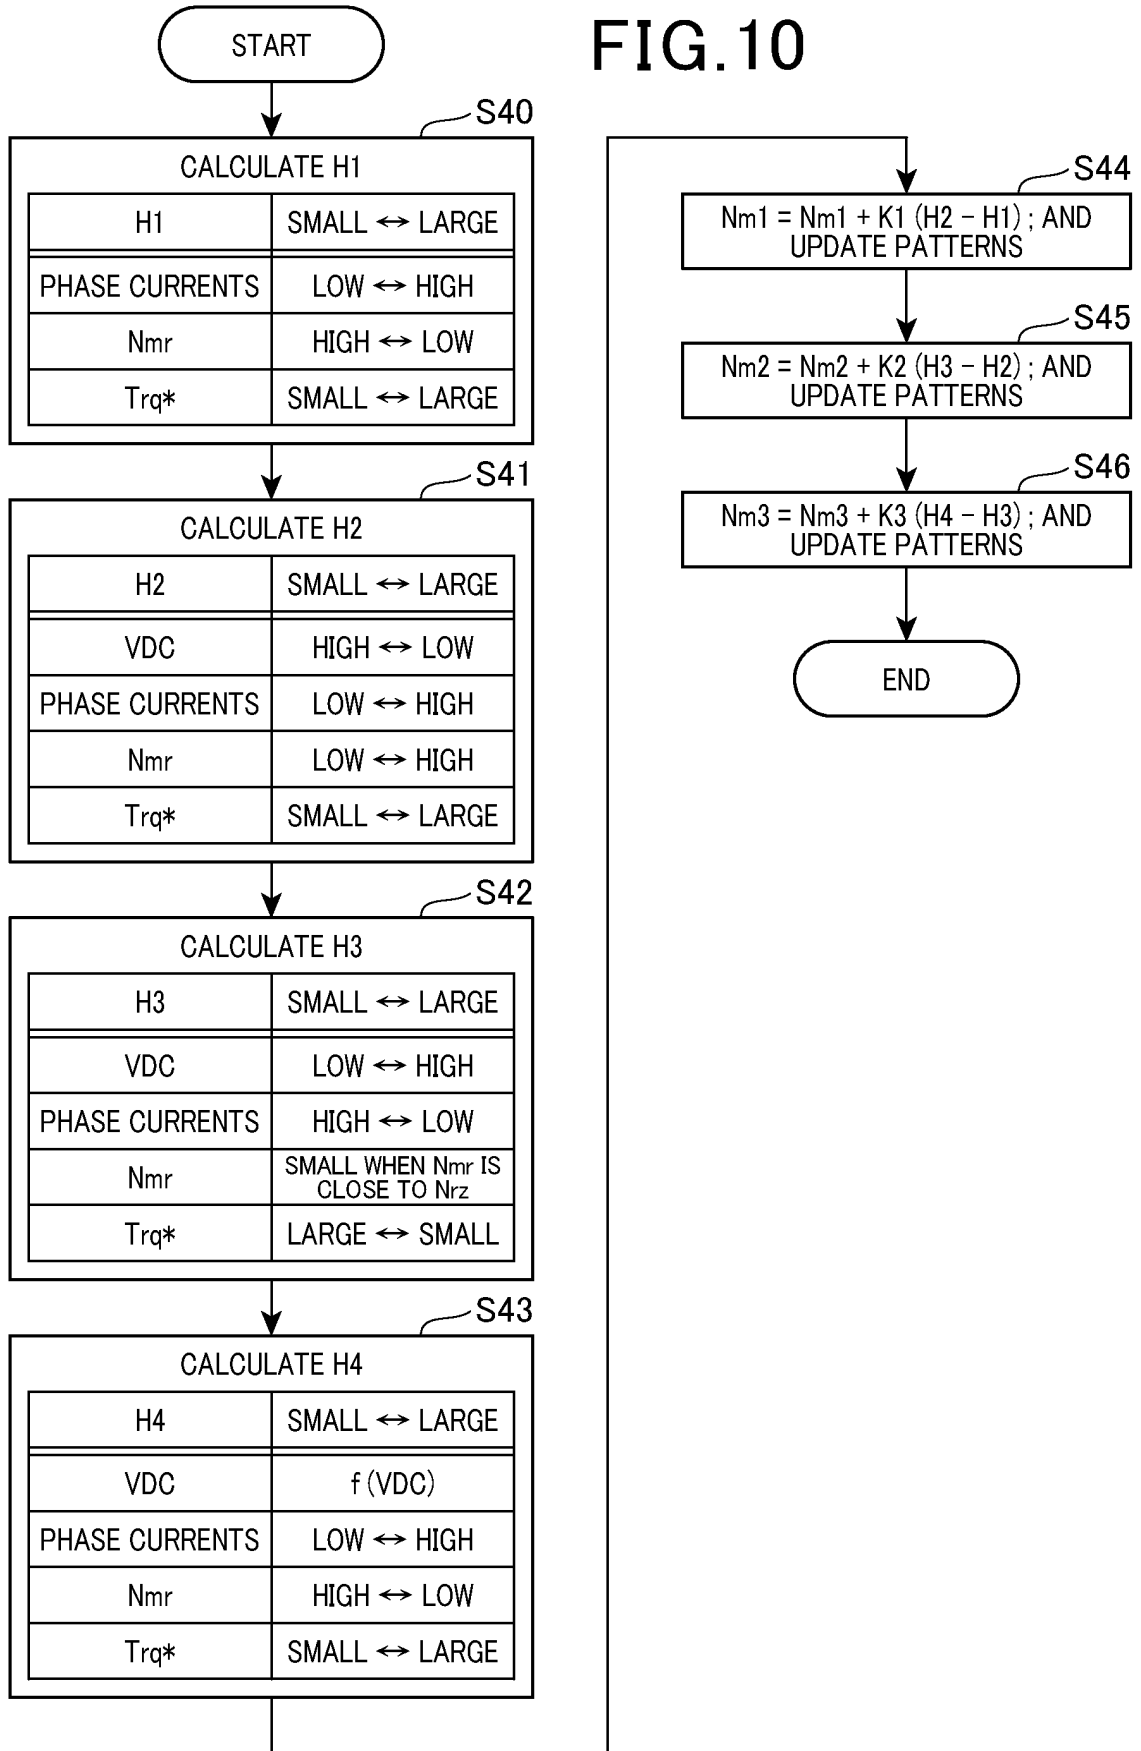 FIG.10
START
S40
CALCULATE H1
H1 SMALL ↔ LARGE
PHASE CURRENTS LOW ↔ HIGH
Nmr HIGH ↔ LOW
Trq* SMALL ↔ LARGE
S41
CALCULATE H2
H2 SMALL ↔ LARGE
VDC HIGH ↔ LOW
PHASE CURRENTS LOW ↔ HIGH
Nmr LOW ↔ HIGH
Trq* SMALL ↔ LARGE
S42
CALCULATE H3
H3 SMALL ↔ LARGE
VDC LOW ↔ HIGH
PHASE CURRENTS HIGH ↔ LOW
Nmr SMALL WHEN Nmr IS
CLOSE TO Nrz
Trq* LARGE ↔ SMALL
S43
CALCULATE H4
H4 SMALL ↔ LARGE
VDC f (VDC)
PHASE CURRENTS LOW ↔ HIGH
Nmr HIGH ↔ LOW
Trq* SMALL ↔ LARGE
S44
Nm1 = Nm1 + K1 (H2 − H1) ; AND
UPDATE PATTERNS
S45
Nm2 = Nm2 + K2 (H3 − H2) ; AND
UPDATE PATTERNS
S46
Nm3 = Nm3 + K3 (H4 − H3) ; AND
UPDATE PATTERNS
END